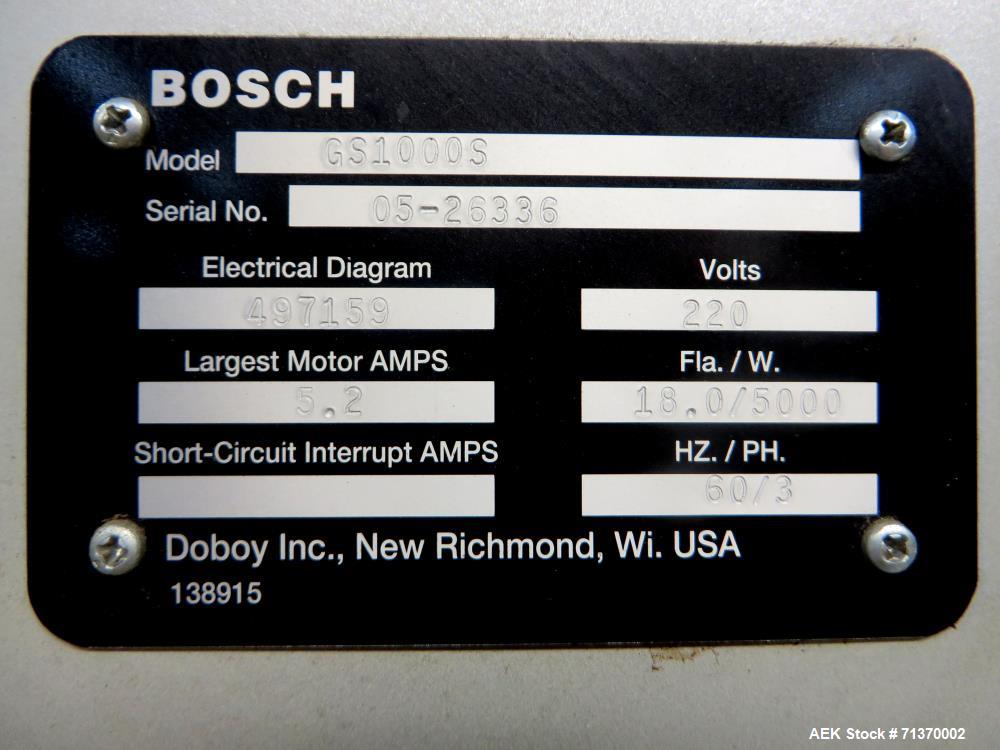 BOSCH
Model GS1000S
Serial No. 05-26336
Electrical Diagram Volts
497159 220
Largest Motor AMPS Fla. / W.
5.2 18.0/5000
Short-Circuit Interrupt AMPS HZ. / PH.
60/3
Doboy Inc., New Richmond, Wi. USA
138915
AEK Stock # 71370002